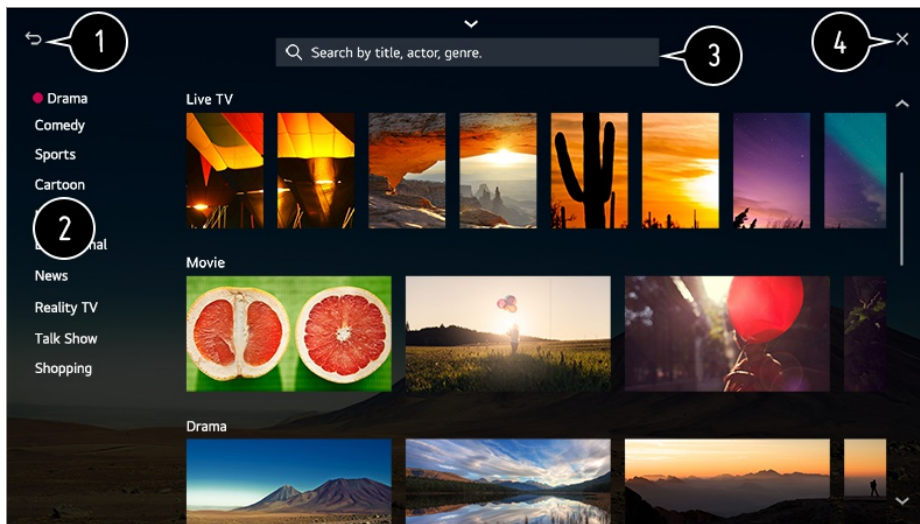 1
4
Search by title, actor, genre.
3
Drama
Live TV
Comedy
Sports
Cartoon
2
News
Movie
Reality TV
Talk Show
Shopping
Drama